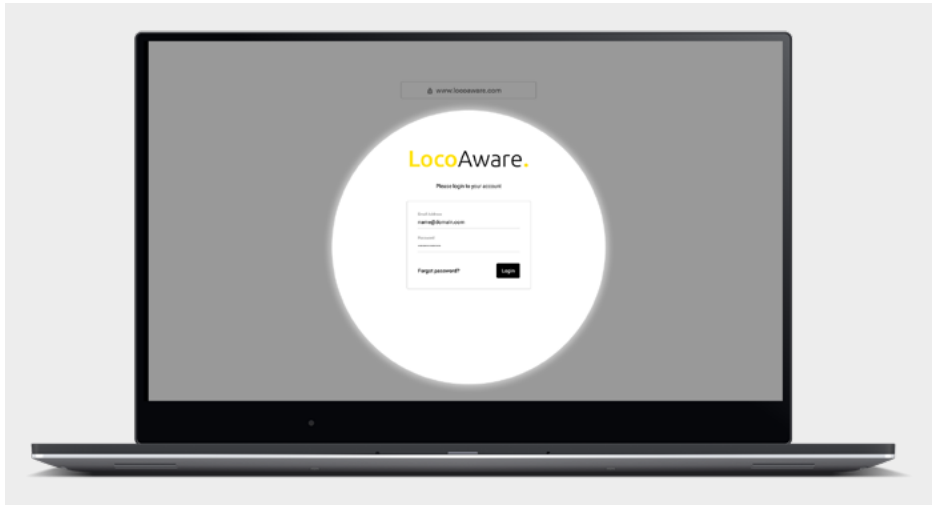 www.locoaware.com
LocoAware.
Please login to your account
Email address
name@domain.com
Password
Forgot password?
Login